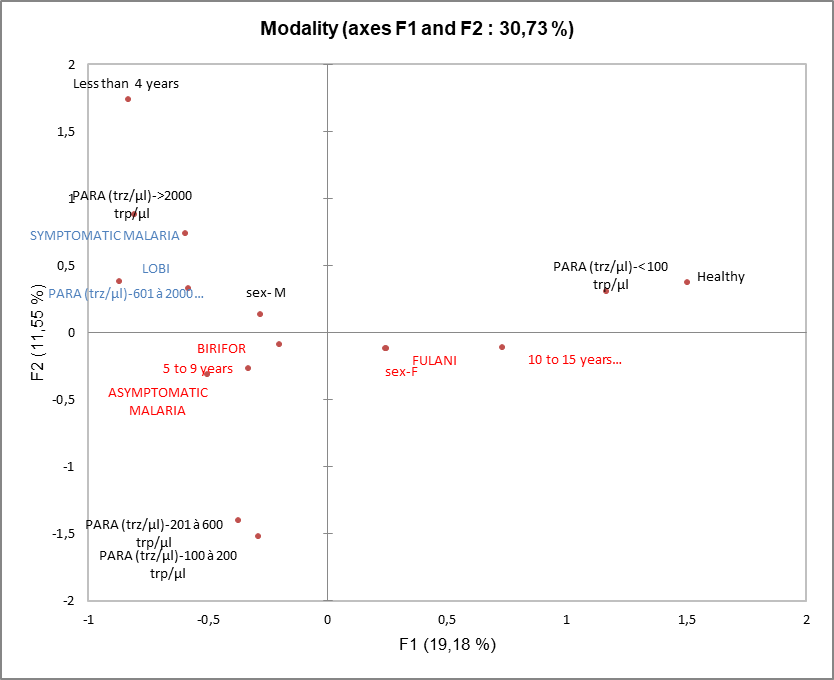 Modality (axes F1 and F2 : 30,73 %)
2
Less than 4 years
1,5
PARA (trz/µl)->2000
1
trp/µl
SYMPTOMATIC MALARIA
LOBI
0,5
PARA (trz/µl)-<100
trp/µl
Healthy
PARA (trz/µl)-601 à 2000...
sex- M
0
BIRIFOR
5 to 9 years
FULANI
sex-F
10 to 15 years...
ASYMPTOMATIC
MALARIA
-0,5
-1
-1,5
PARA (trz/µl)-201 à 600
trp/µl
PARA (trz/µl)-100 à 200
trp/µl
-2
-1
-0,5
0
0,5
1
1,5
2
F1 (19,18 %)
F2 (11,55 %)